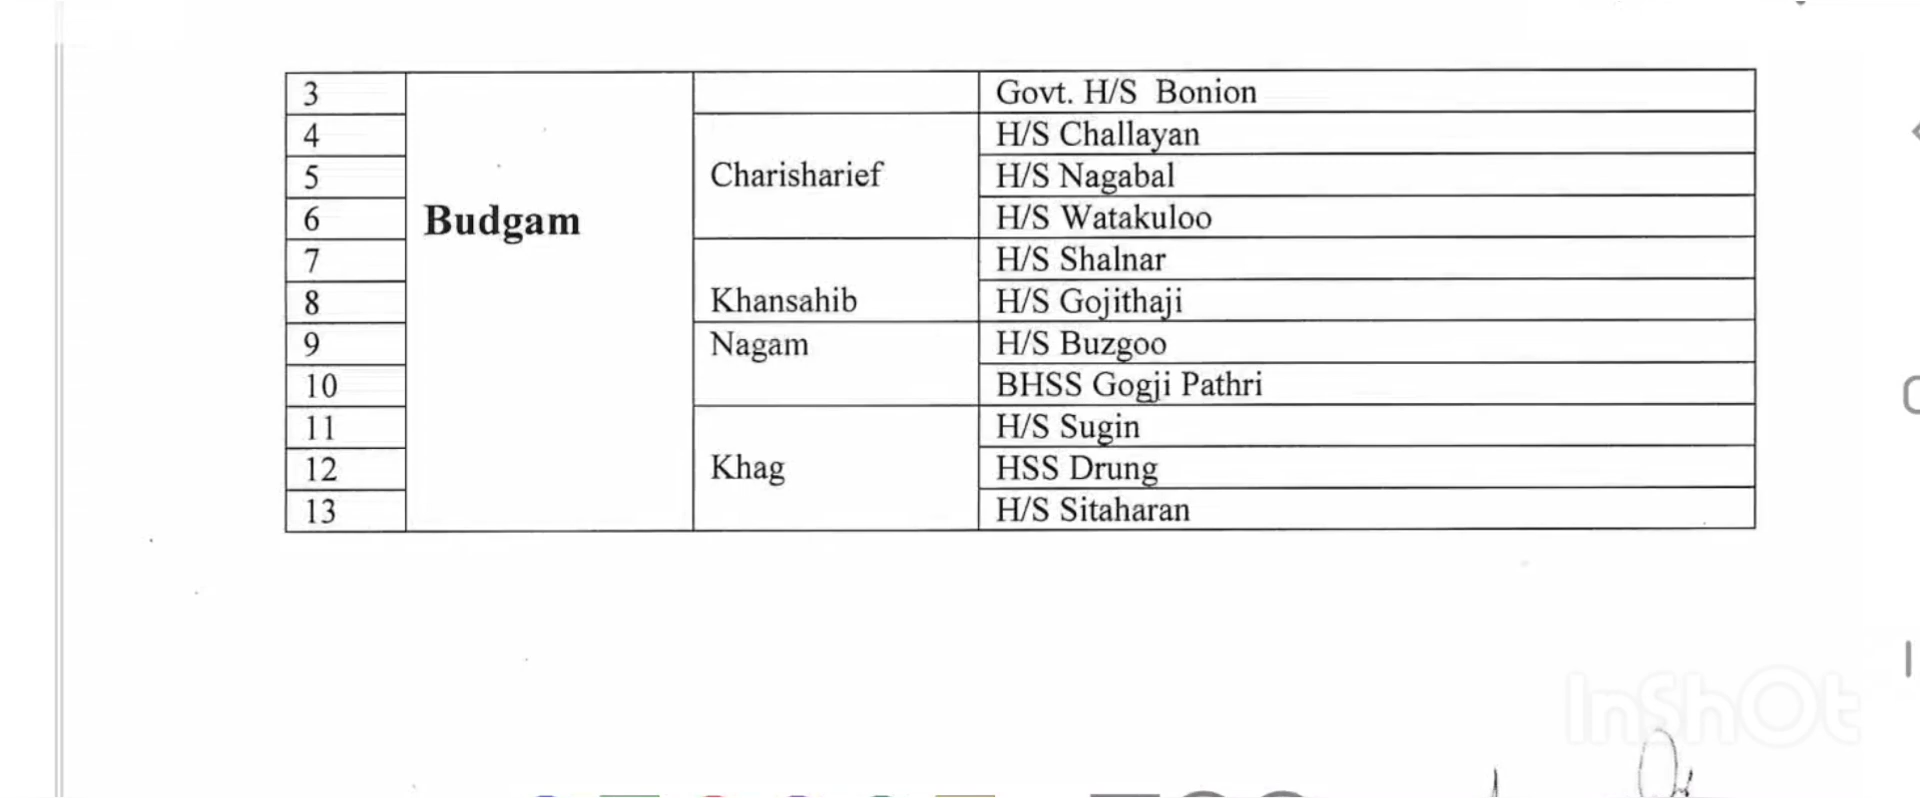 3 Govt. H/S Bonion
4 H/S Challayan
5 Charisharief H/S Nagabal
6 Budgam H/S Watakuloo
7 H/S Shalnar
8 Khansahib H/S Gojithaji
9 Nagam H/S Buzgoo
10 BHSS Gogji Pathri
11 H/S Sugin
12 Khag HSS Drung
13 H/S Sitaharan
InShOt